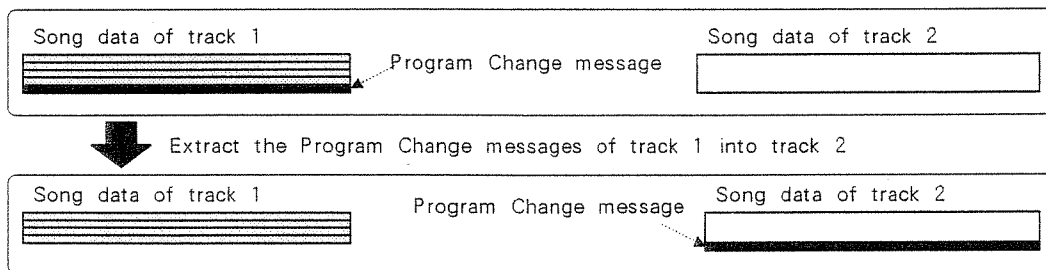 Song data of track 1
Song data of track 2
Program Change message
Extract the Program Change messages of track 1 into track 2
Song data of track 1
Program Change message
Song data of track 2